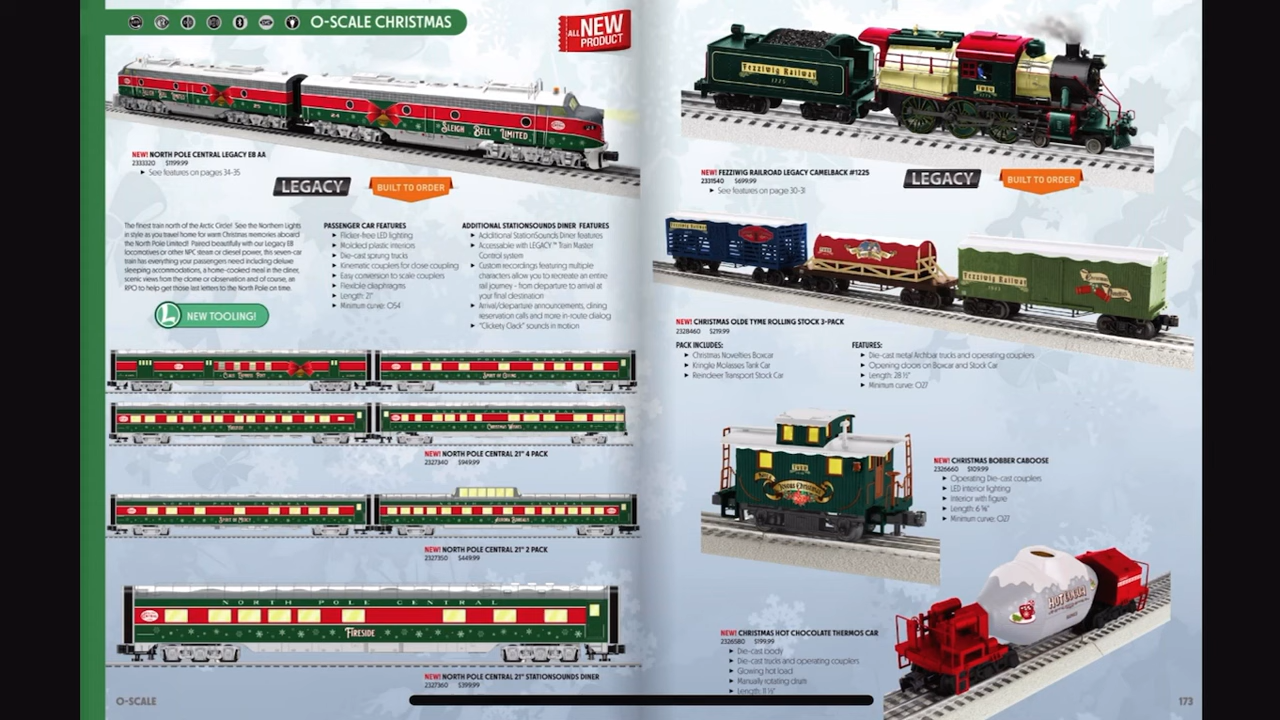 O-SCALE CHRISTMAS
ALL NEW
PRODUCT
SLEIGH BELL LIMITED
NEW! NORTH POLE CENTRAL LEGACY E8 AA
2333320 $1199.99
► See features on pages 34-35
LEGACY
BUILT TO ORDER
The finest train north of the Arctic Circle! See the Northern Lights
in style as you travel home for warm Christmas memories aboard
the North Pole Limited! Paired beautifully with our Legacy E8
locomotives or other NPC steam or diesel power, this seven-car
train has everything your passengers need including deluxe
sleeping accommodations, a home-cooked meal in the diner,
scenic views from the dome or observation and of course, an
RPO to help get those last letters to the North Pole on time.
NEW TOOLING!
PASSENGER CAR FEATURES
► Flicker-free LED lighting
► Molded plastic interiors
► Die-cast sprung trucks
► Kinematic couplers for close coupling
► Easy conversion to scale couplers
► Flexible diaphragms
► Length: 21"
► Minimum curve: O54
ADDITIONAL STATIONSOUNDS DINER FEATURES
► Additional StationSounds Diner features
► Accessable with LEGACY™ Train Master
Control system
► Custom recordings featuring multiple
characters allow you to recreate an entire
rail journey - from departure to arrival at
your final destination
► Arrival/departure announcements, dining
reservation calls and more in-route dialog
► "Clickety Clack" sounds in motion
NORTH POLE CENTRAL
NEW! NORTH POLE CENTRAL 21" 4 PACK
2327340 $949.99
NEW! NORTH POLE CENTRAL 21" 2 PACK
2327350 $449.99
NORTH POLE CENTRAL
FIRESIDE
NEW! NORTH POLE CENTRAL 21" STATIONSOUNDS DINER
2327360 $399.99
O-SCALE
Fezziwig Railway
1225
NEW! FEZZIWIG RAILROAD LEGACY CAMELBACK #1225
2331540 $699.99
► See features on page 30-31
LEGACY
BUILT TO ORDER
Fezziwig Railway
NEW! CHRISTMAS OLDE TYME ROLLING STOCK 3-PACK
2328460 $219.99
PACK INCLUDES:
► Christmas Novelties Boxcar
► Kringle Molasses Tank Car
► Reindeer Transport Stock Car
FEATURES:
► Die-cast metal Archbar trucks and operating couplers
► Opening doors on Boxcar and Stock Car
► Length: 28 ½"
► Minimum curve: O27
NEW! CHRISTMAS BOBBER CABOOSE
2326660 $109.99
► Operating Die-cast couplers
► LED interior lighting
► Interior with figure
► Length: 6 ⅝"
► Minimum curve: O27
NEW! CHRISTMAS HOT CHOCOLATE THERMOS CAR
2326580 $199.99
► Die-cast body
► Die-cast trucks and operating couplers
► Glowing hot load
► Manually rotating drum
► Length: 11 ½"
173